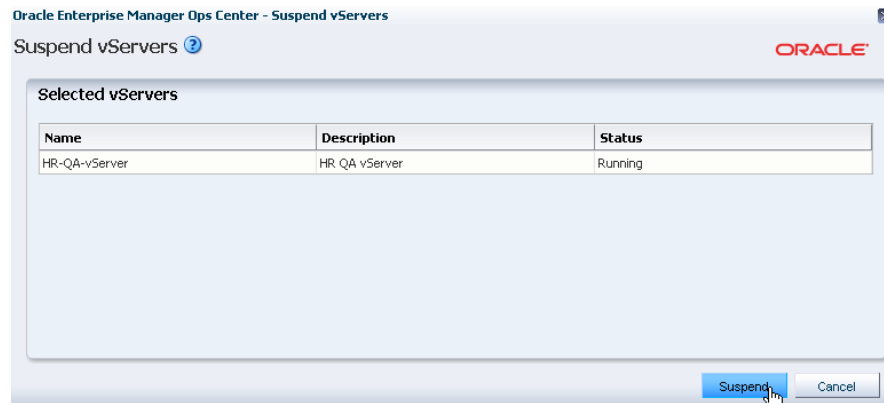 Oracle Enterprise Manager Ops Center - Suspend vServers
Suspend vServers ?
ORACLE
Selected vServers
Name Description Status
HR-QA-vServer HR QA vServer Running
Suspend Cancel